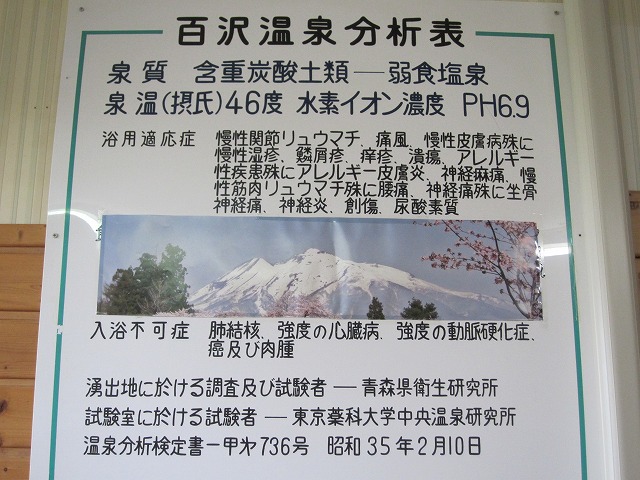 百沢温泉分析表
泉質 含重炭酸土類──弱食塩泉
泉温(摂氏)46度 水素イオン濃度 PH6.9
浴用適応症 慢性関節リュウマチ、痛風、慢性皮膚病殊に
慢性湿疹、鱗屑疹、痒疹、潰瘍、アレルギー
性疾患殊にアレルギー皮膚炎、神経麻痛、慢
性筋肉リュウマチ殊に腰痛、神経痛殊に坐骨
神経痛、神経炎、創傷、尿酸素質
入浴不可症 肺結核、強度の心臓病、強度の動脈硬化症、
癌及び肉腫
湧出地に於ける調査及び試験者──青森県衛生研究所
試験室に於ける試験者──東京薬科大学中央温泉研究所
温泉分析検定書─甲㐧736号 昭和35年2月10日